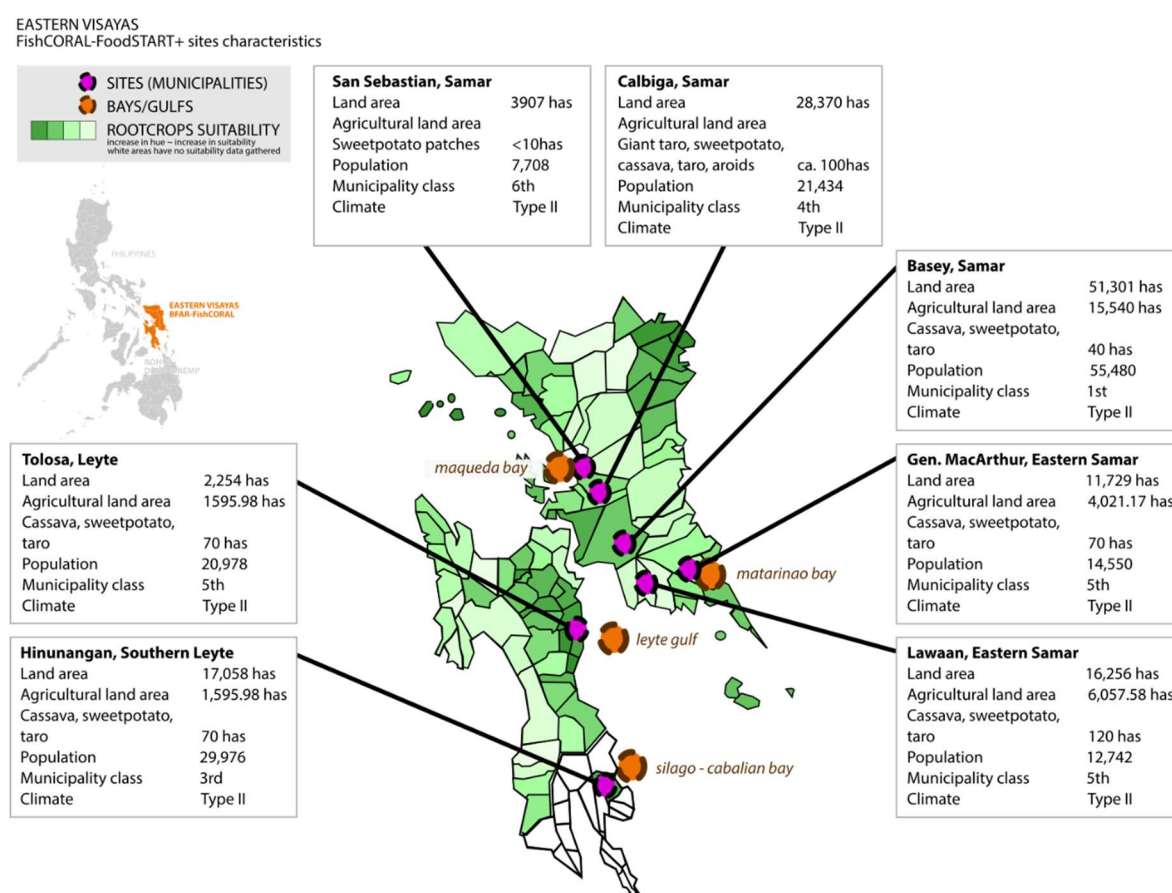 EASTERN VISAYAS
FishCORAL-FoodSTART+ sites characteristics
SITES (MUNICIPALITIES)
BAYS/GULFS
ROOTCROPS SUITABILITY
increase in hue ~ increase in suitability
white areas have no suitability data gathered
PHILIPPINES
EASTERN VISAYAS
BFAR-FishCORAL
San Sebastian, Samar
Land area 3907 has
Agricultural land area
Sweetpotato patches <10has
Population 7,708
Municipality class 6th
Climate Type II
Calbiga, Samar
Land area 28,370 has
Agricultural land area
Giant taro, sweetpotato,
cassava, taro, aroids ca. 100has
Population 21,434
Municipality class 4th
Climate Type II
Basey, Samar
Land area 51,301 has
Agricultural land area 15,540 has
Cassava, sweetpotato,
taro 40 has
Population 55,480
Municipality class 1st
Climate Type II
Tolosa, Leyte
Land area 2,254 has
Agricultural land area 1595.98 has
Cassava, sweetpotato,
taro 70 has
Population 20,978
Municipality class 5th
Climate Type II
Gen. MacArthur, Eastern Samar
Land area 11,729 has
Agricultural land area 4,021.17 has
Cassava, sweetpotato,
taro 70 has
Population 14,550
Municipality class 5th
Climate Type II
Hinunangan, Southern Leyte
Land area 17,058 has
Agricultural land area 1,595.98 has
Cassava, sweetpotato,
taro 70 has
Population 29,976
Municipality class 3rd
Climate Type II
Lawaan, Eastern Samar
Land area 16,256 has
Agricultural land area 6,057.58 has
Cassava, sweetpotato,
taro 120 has
Population 12,742
Municipality class 5th
Climate Type II
maqueda bay
matarinao bay
leyte gulf
silago - cabalian bay